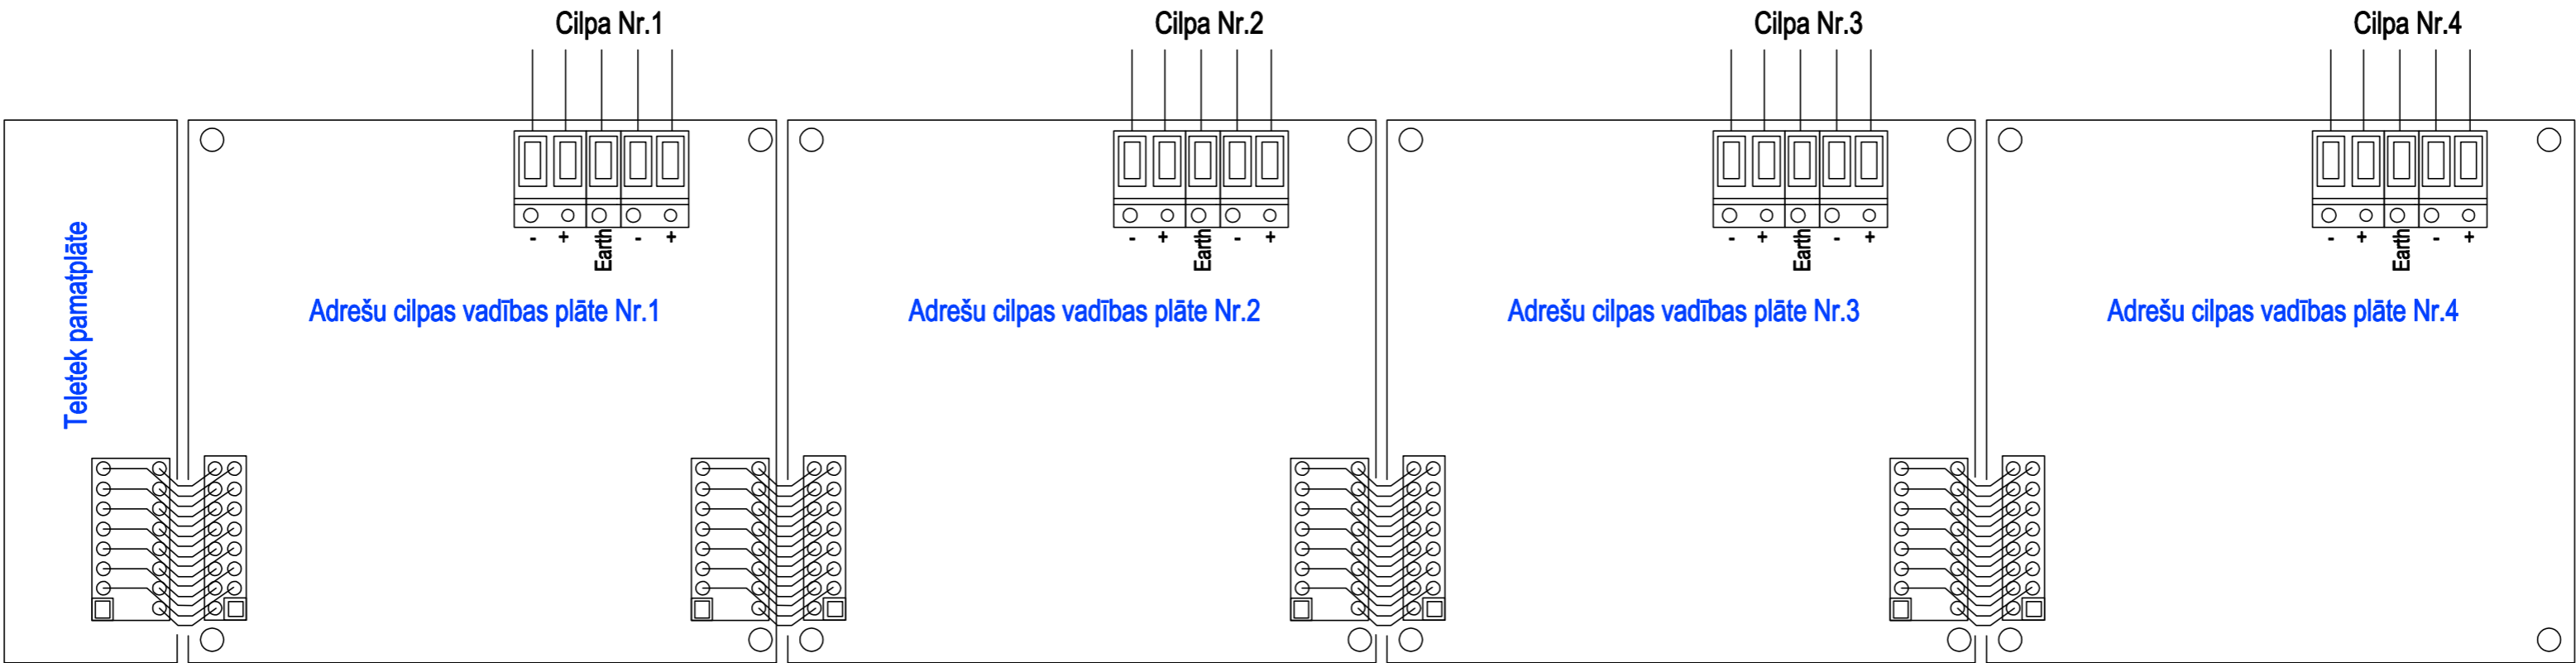 Cilpa Nr.1
Cilpa Nr.2
Cilpa Nr.3
Cilpa Nr.4
- + Earth - +
- + Earth - +
- + Earth - +
- + Earth - +
Teletek pamatplāte
Adrešu cilpas vadības plāte Nr.1
Adrešu cilpas vadības plāte Nr.2
Adrešu cilpas vadības plāte Nr.3
Adrešu cilpas vadības plāte Nr.4